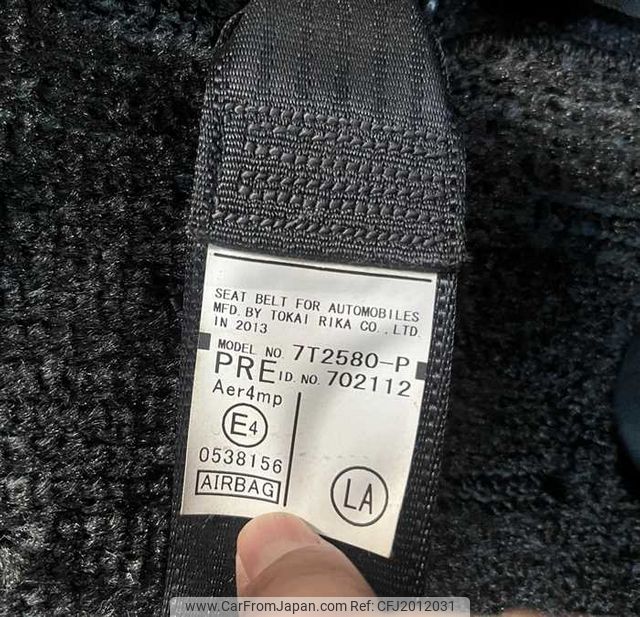 SEAT BELT FOR AUTOMOBILES
MFD. BY TOKAI RIKA CO., LTD.
IN 2013
MODEL NO. 7T2580-P
PRE ID. NO. 702112
Aer4mp
E4
0538156
AIRBAG
LA
www.CarFromJapan.com | CFJ2012031